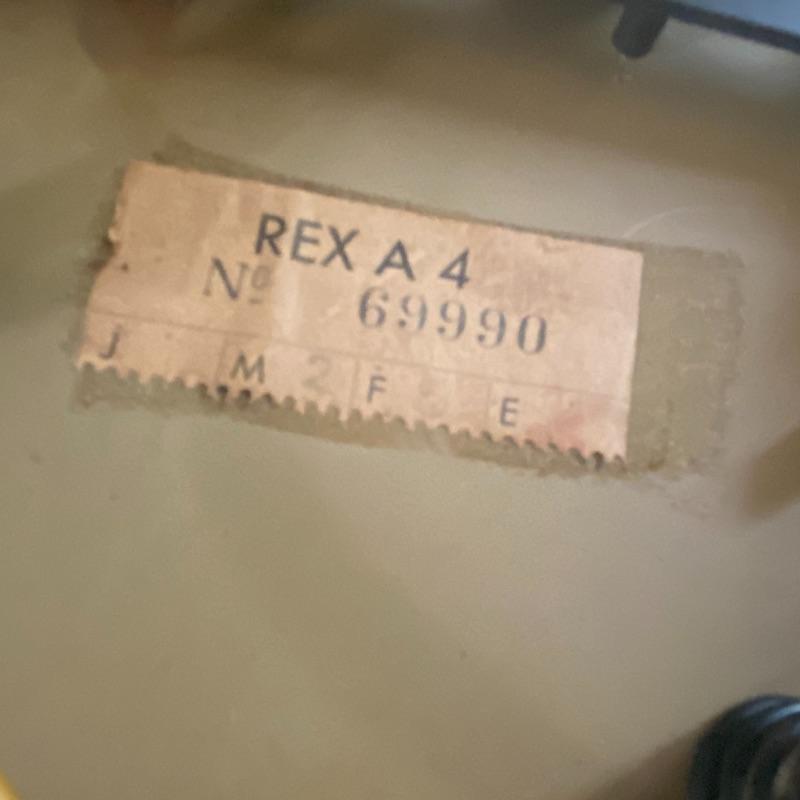 REX A 4
Nº 69990
J M 2 F E